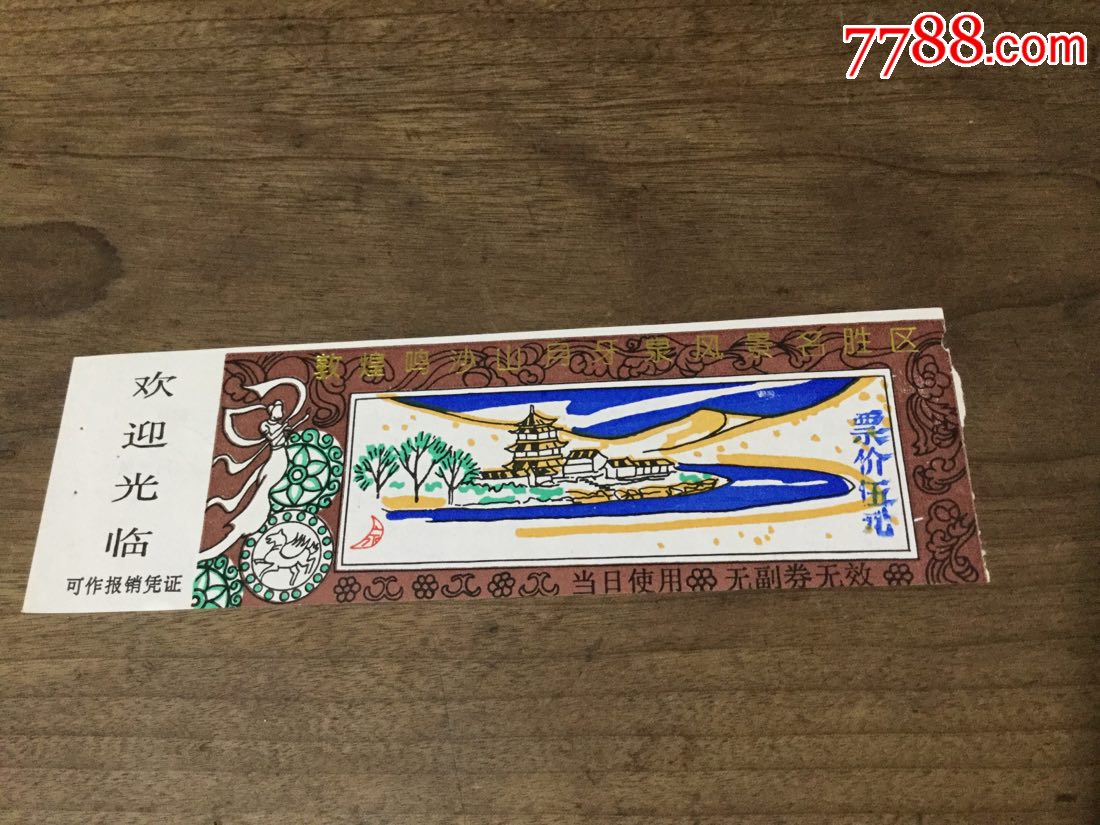 7788.com
敦煌鸣沙山月牙泉风景名胜区
欢迎光临
可作报销凭证
票价伍元
当日使用 无副券无效